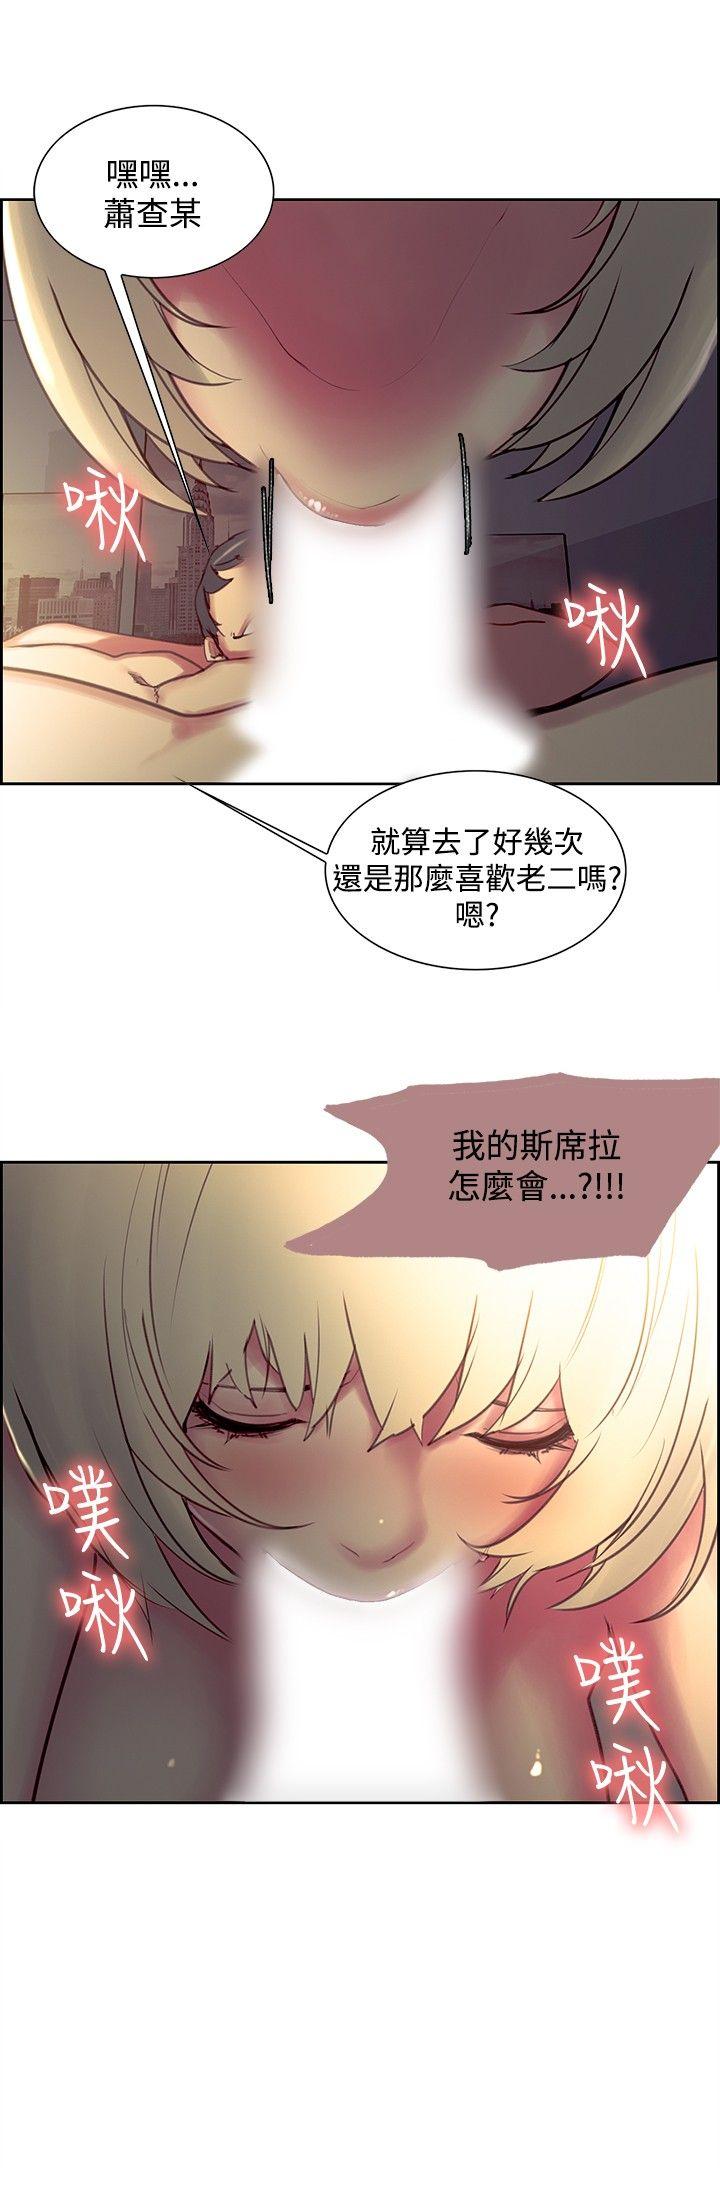 嘿嘿...
蕭查某
啾
啾
就算去了好幾次
還是那麼喜歡老二嗎?
嗯?
我的斯席拉
怎麼會...?!!!
噗
啾
噗
啾